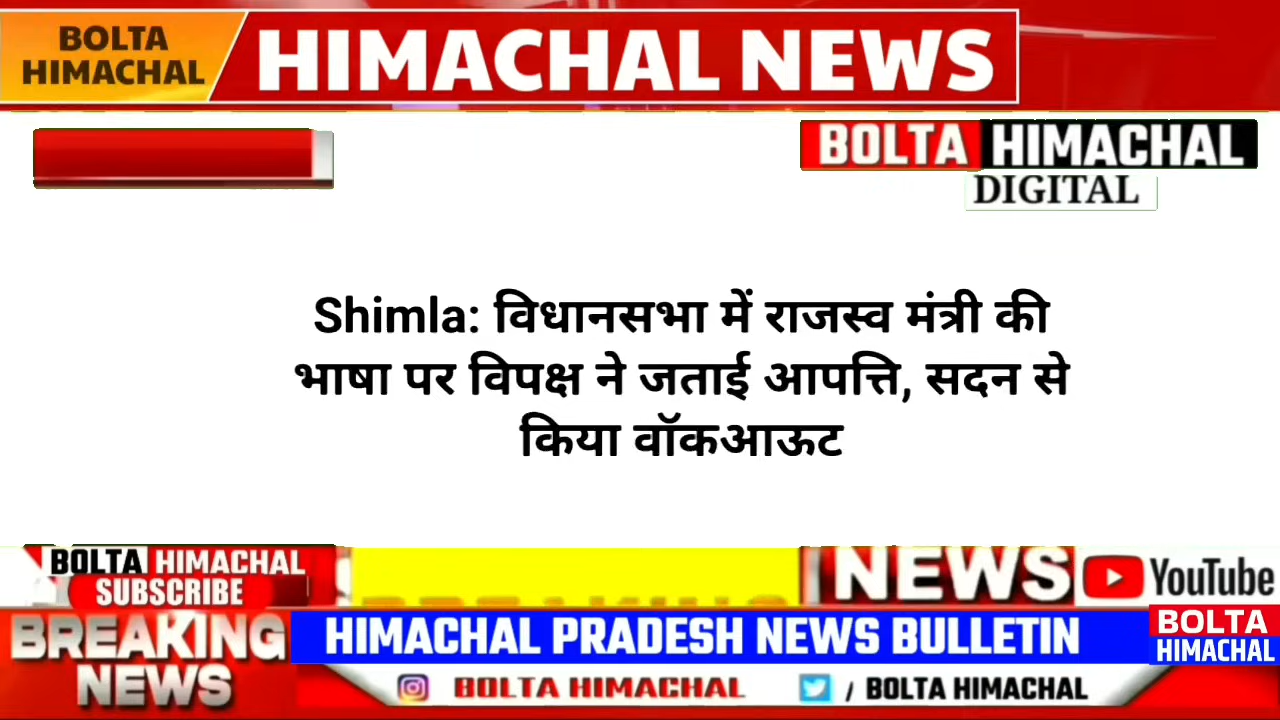 BOLTA
HIMACHAL
HIMACHAL NEWS
BOLTA HIMACHAL
DIGITAL
Shimla: विधानसभा में राजस्व मंत्री की
भाषा पर विपक्ष ने जताई आपत्ति, सदन से
किया वॉकआऊट
BOLTA HIMACHAL
SUBSCRIBE
NEWS
YouTube
BREAKING
NEWS
HIMACHAL PRADESH NEWS BULLETIN
BOLTA
HIMACHAL
BOLTA HIMACHAL
/ BOLTA HIMACHAL